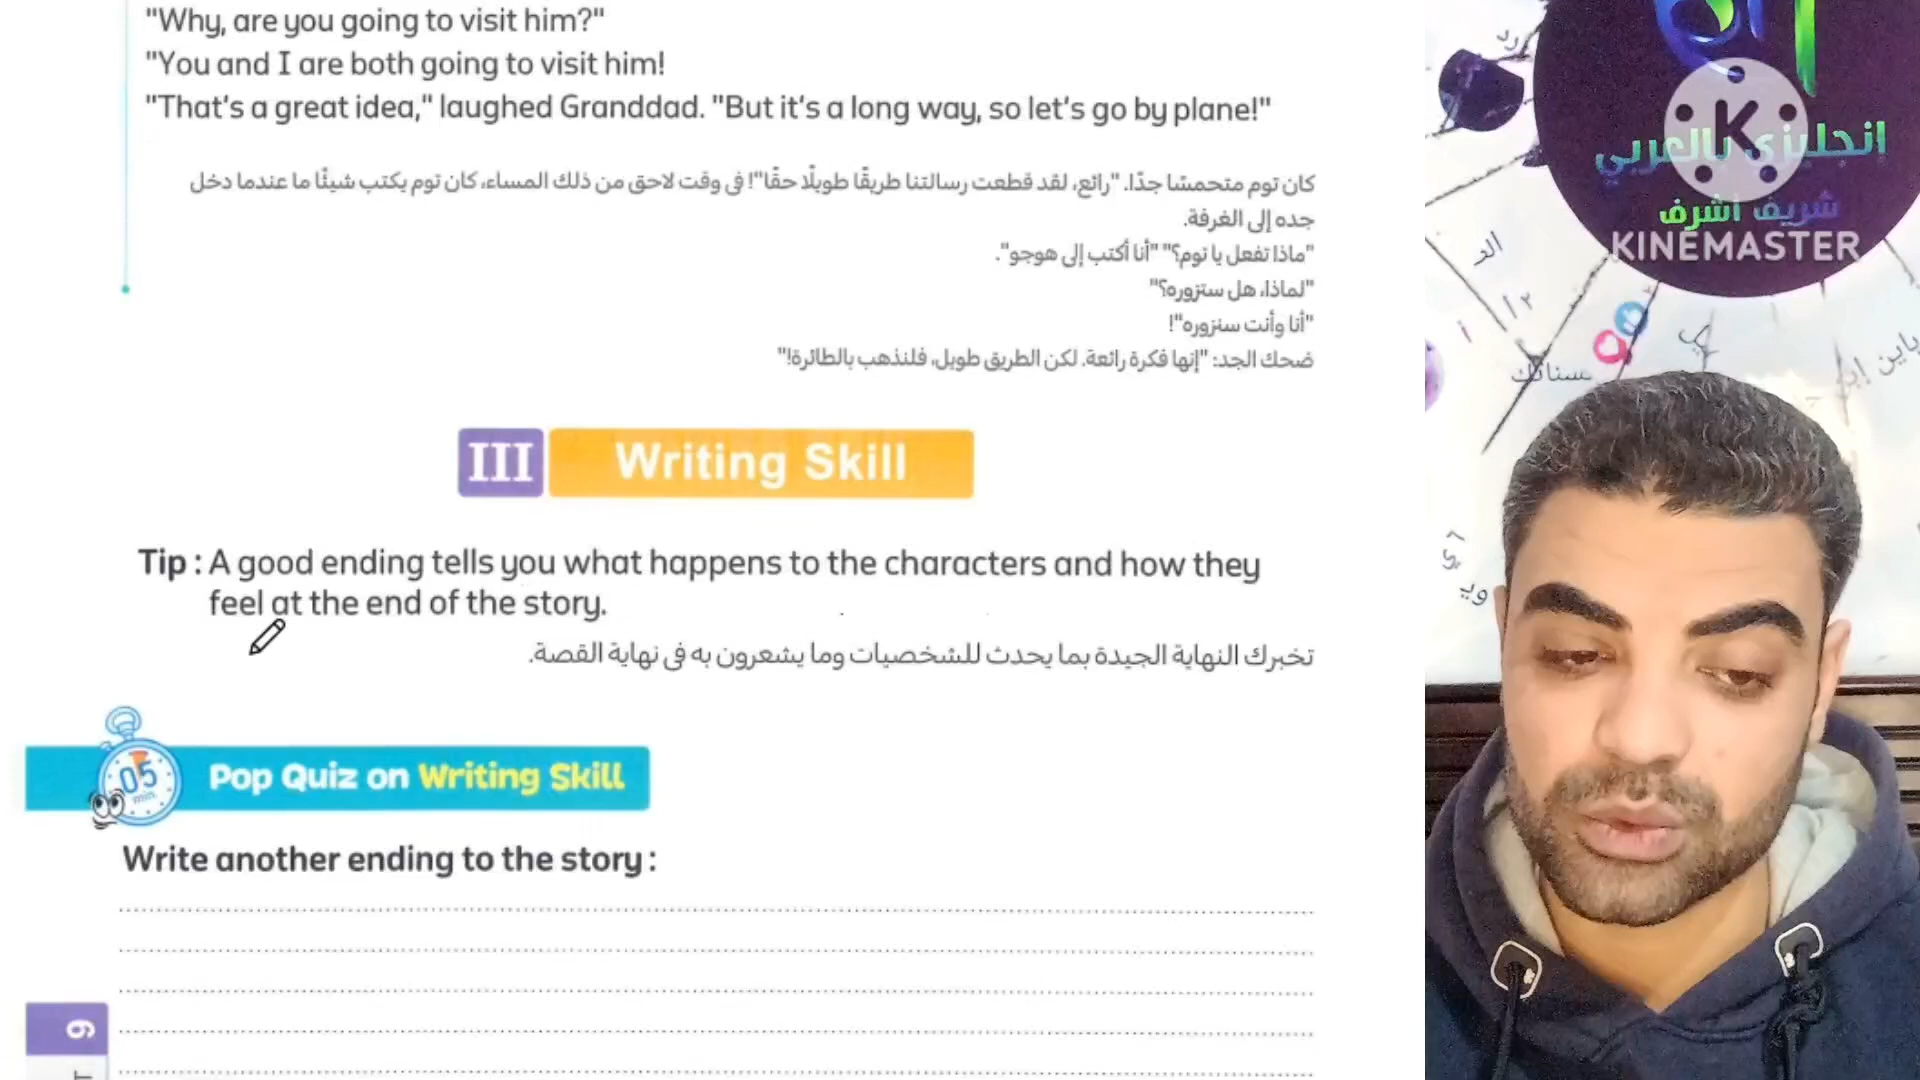 "Why, are you going to visit him?"
"You and I are both going to visit him!
"That's a great idea," laughed Granddad. "But it's a long way, so let's go by plane!"
كان توم متحمسًا جدًا. "رائع، لقد قطعت رسالتنا طريقًا طويلًا حقًا"! فى وقت لاحق من ذلك المساء، كان توم يكتب شيئًا ما عندما دخل
جده إلى الغرفة.
"ماذا تفعل يا توم؟" "أنا أكتب إلى هوجو".
"لماذا، هل ستزوره؟"
"أنا وأنت سنزوره"!
ضحك الجد: "إنها فكرة رائعة. لكن الطريق طويل، فلنذهب بالطائرة!"
III Writing Skill
Tip : A good ending tells you what happens to the characters and how they
feel at the end of the story.
تخبرك النهاية الجيدة بما يحدث للشخصيات وما يشعرون به فى نهاية القصة.
05 min.
Pop Quiz on Writing Skill
Write another ending to the story :
9
T
K
انجليزي بالعربي
شريف أشرف
KINEMASTER